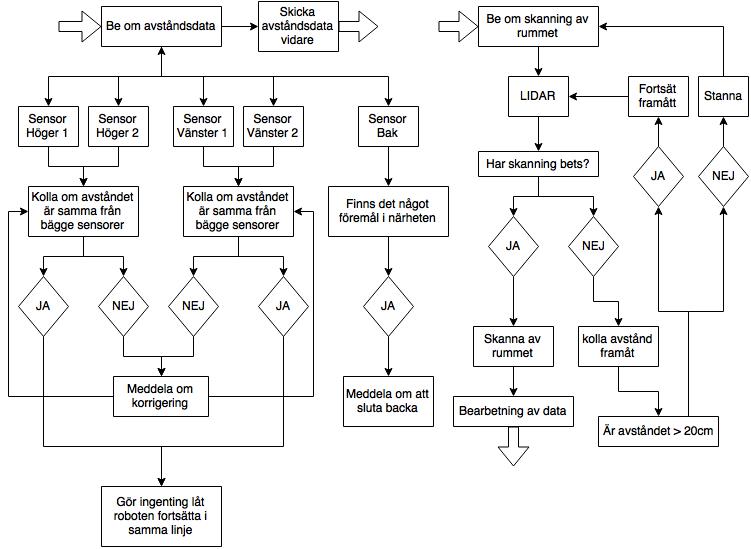 Be om avståndsdata
Skicka
avståndsdata
vidare
Sensor
Höger 1
Sensor
Höger 2
Sensor
Vänster 1
Sensor
Vänster 2
Sensor
Bak
Kolla om avståndet
är samma från
bägge sensorer
Kolla om avståndet
är samma från
bägge sensorer
Finns det något
föremål i närheten
JA
NEJ
NEJ
JA
JA
Meddela om
korrigering
Meddela om att
sluta backa
Gör ingenting låt
roboten fortsätta i
samma linje
Be om skanning av
rummet
LIDAR
Fortsät
framått
Stanna
Har skanning bets?
JA
NEJ
JA
NEJ
Skanna av
rummet
kolla avstånd
framåt
Bearbetning av data
Är avståndet > 20cm